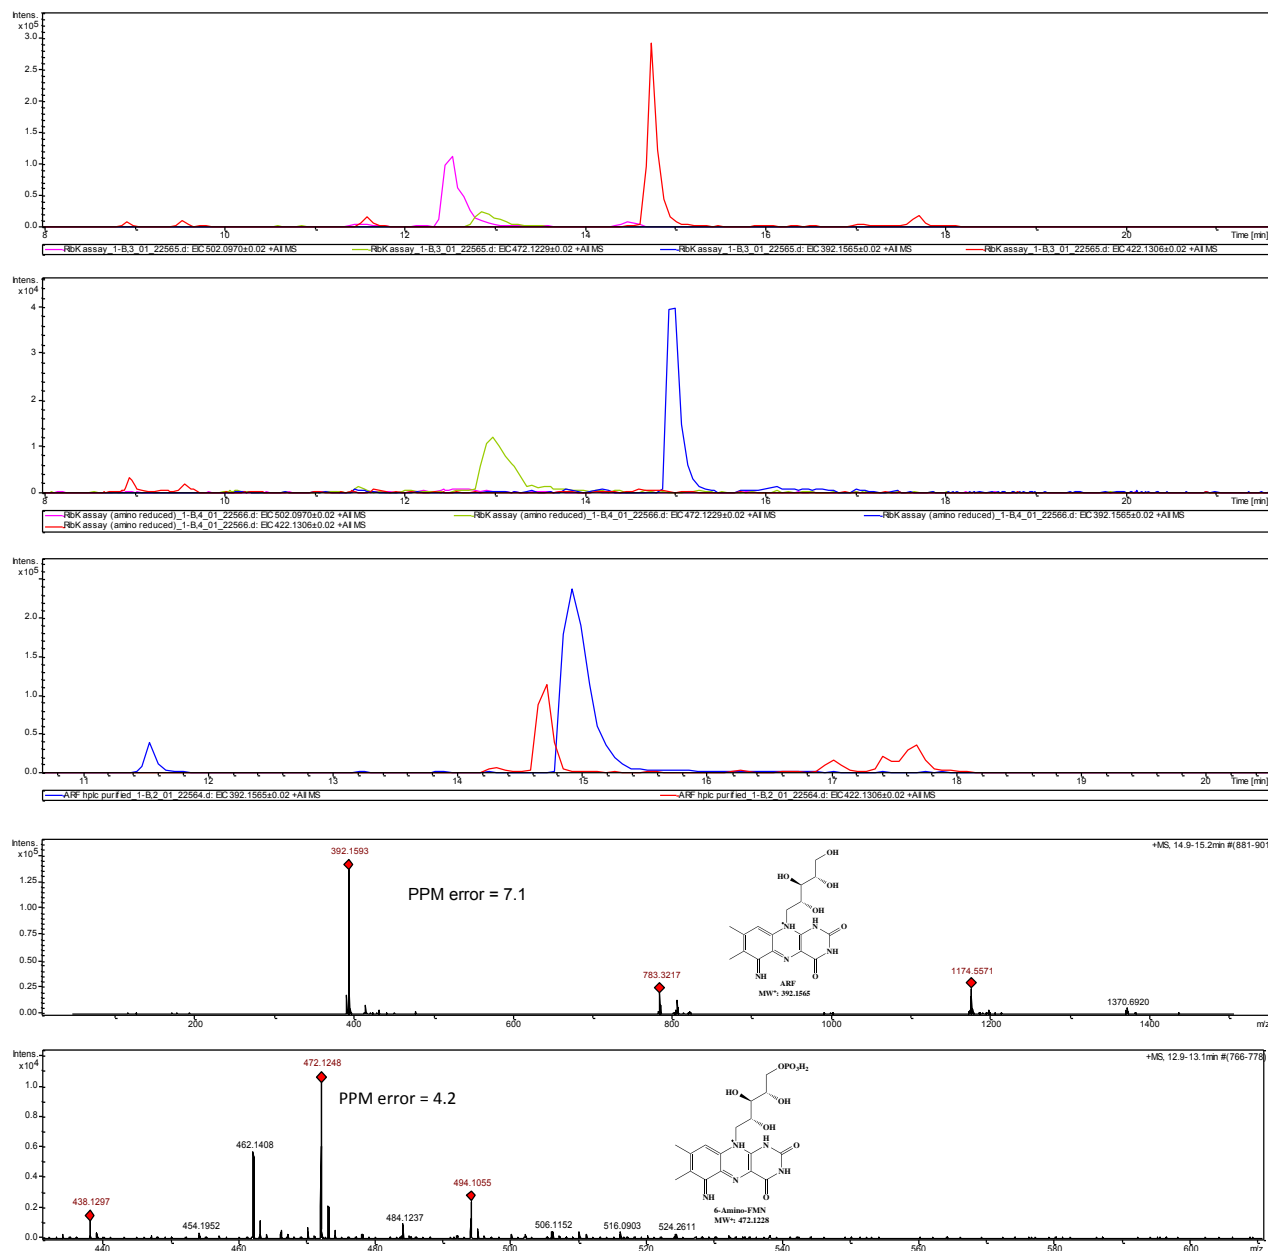 Intens.
x10⁵
3.0
2.5
2.0
1.5
1.0
0.5
0.0
8 10 12 14 16 18 20 Time [min]
RbK assay_1-B,3_01_22565.d: EIC 502.0970±0.02 +All MS RbK assay_1-B,3_01_22565.d: EIC 472.1229±0.02 +All MS RbK assay_1-B,3_01_22565.d: EIC 392.1565±0.02 +All MS RbK assay_1-B,3_01_22565.d: EIC 422.1306±0.02 +All MS
Intens.
x10⁴
4
3
2
1
0
8 10 12 14 16 18 20 Time [min]
RbK assay (amino reduced)_1-B,4_01_22566.d: EIC 502.0970±0.02 +All MS RbK assay (amino reduced)_1-B,4_01_22566.d: EIC 472.1229±0.02 +All MS RbK assay (amino reduced)_1-B,4_01_22566.d: EIC 392.1565±0.02 +All MS
RbK assay (amino reduced)_1-B,4_01_22566.d: EIC 422.1306±0.02 +All MS
Intens.
x10⁵
2.0
1.5
1.0
0.5
0.0
11 12 13 14 15 16 17 18 19 20 Time [min]
ARF hplc purified_1-B,2_01_22564.d: EIC 392.1565±0.02 +All MS ARF hplc purified_1-B,2_01_22564.d: EIC 422.1306±0.02 +All MS
Intens.
x10⁵
+MS, 14.9-15.2min #(881-901
392.1593
1.25
1.00
0.75
0.50
0.25
0.00
PPM error = 7.1
OH
HO
OH
OH
NH
H
N
O
NH
N
O
NH
ARF
MW⁺: 392.1565
783.3217
1174.5571
1370.6920
200 400 600 800 1000 1200 1400 m/z
Intens.
x10⁴
+MS, 12.9-13.1min #(766-778)
472.1248
1.0
0.8
0.6
0.4
0.2
0.0
PPM error = 4.2
OPO₃H₂
HO
OH
OH
NH
H
N
O
NH
N
O
NH
6-Amino-FMN
MW⁺: 472.1228
462.1408
438.1297
454.1952
484.1237
494.1055
506.1152
516.0903
524.2611
440 460 480 500 520 540 560 580 600 m/z